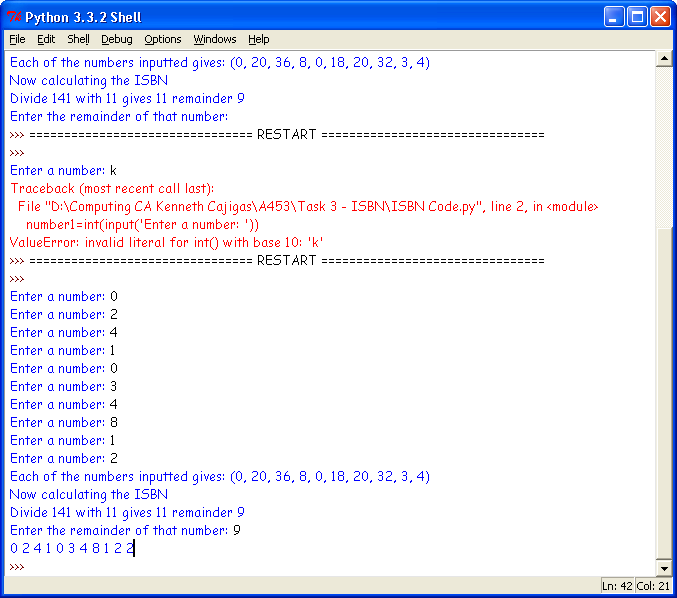 Python 3.3.2 Shell
File Edit Shell Debug Options Windows Help
Each of the numbers inputted gives: (0, 20, 36, 8, 0, 18, 20, 32, 3, 4)
Now calculating the ISBN
Divide 141 with 11 gives 11 remainder 9
Enter the remainder of that number:
>>> ================================ RESTART ================================
>>>
Enter a number: k
Traceback (most recent call last):
  File "D:\Computing CA Kenneth Cajigas\A453\Task 3 - ISBN\ISBN Code.py", line 2, in <module>
    number1=int(input('Enter a number: '))
ValueError: invalid literal for int() with base 10: 'k'
>>> ================================ RESTART ================================
>>>
Enter a number: 0
Enter a number: 2
Enter a number: 4
Enter a number: 1
Enter a number: 0
Enter a number: 3
Enter a number: 4
Enter a number: 8
Enter a number: 1
Enter a number: 2
Each of the numbers inputted gives: (0, 20, 36, 8, 0, 18, 20, 32, 3, 4)
Now calculating the ISBN
Divide 141 with 11 gives 11 remainder 9
Enter the remainder of that number: 9
0 2 4 1 0 3 4 8 1 2 2
>>>
Ln: 42 Col: 21